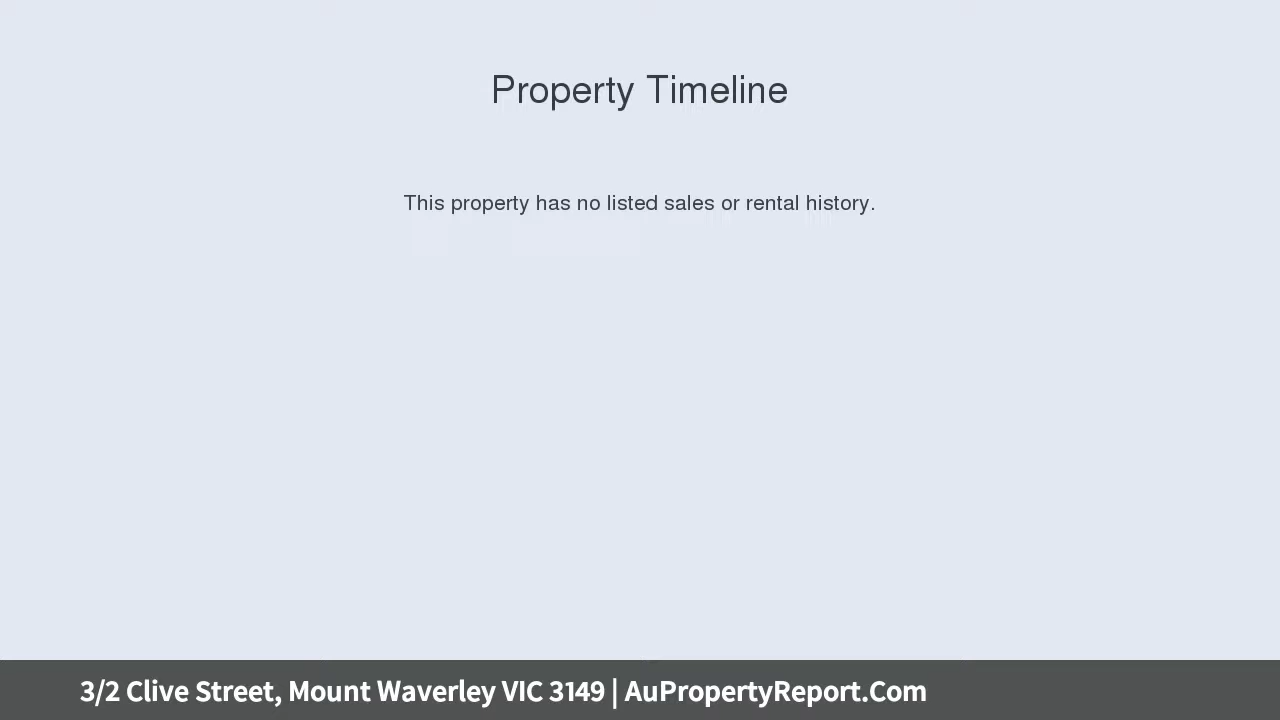 Property Timeline
This property has no listed sales or rental history.
3/2 Clive Street, Mount Waverley VIC 3149 | AuPropertyReport.Com